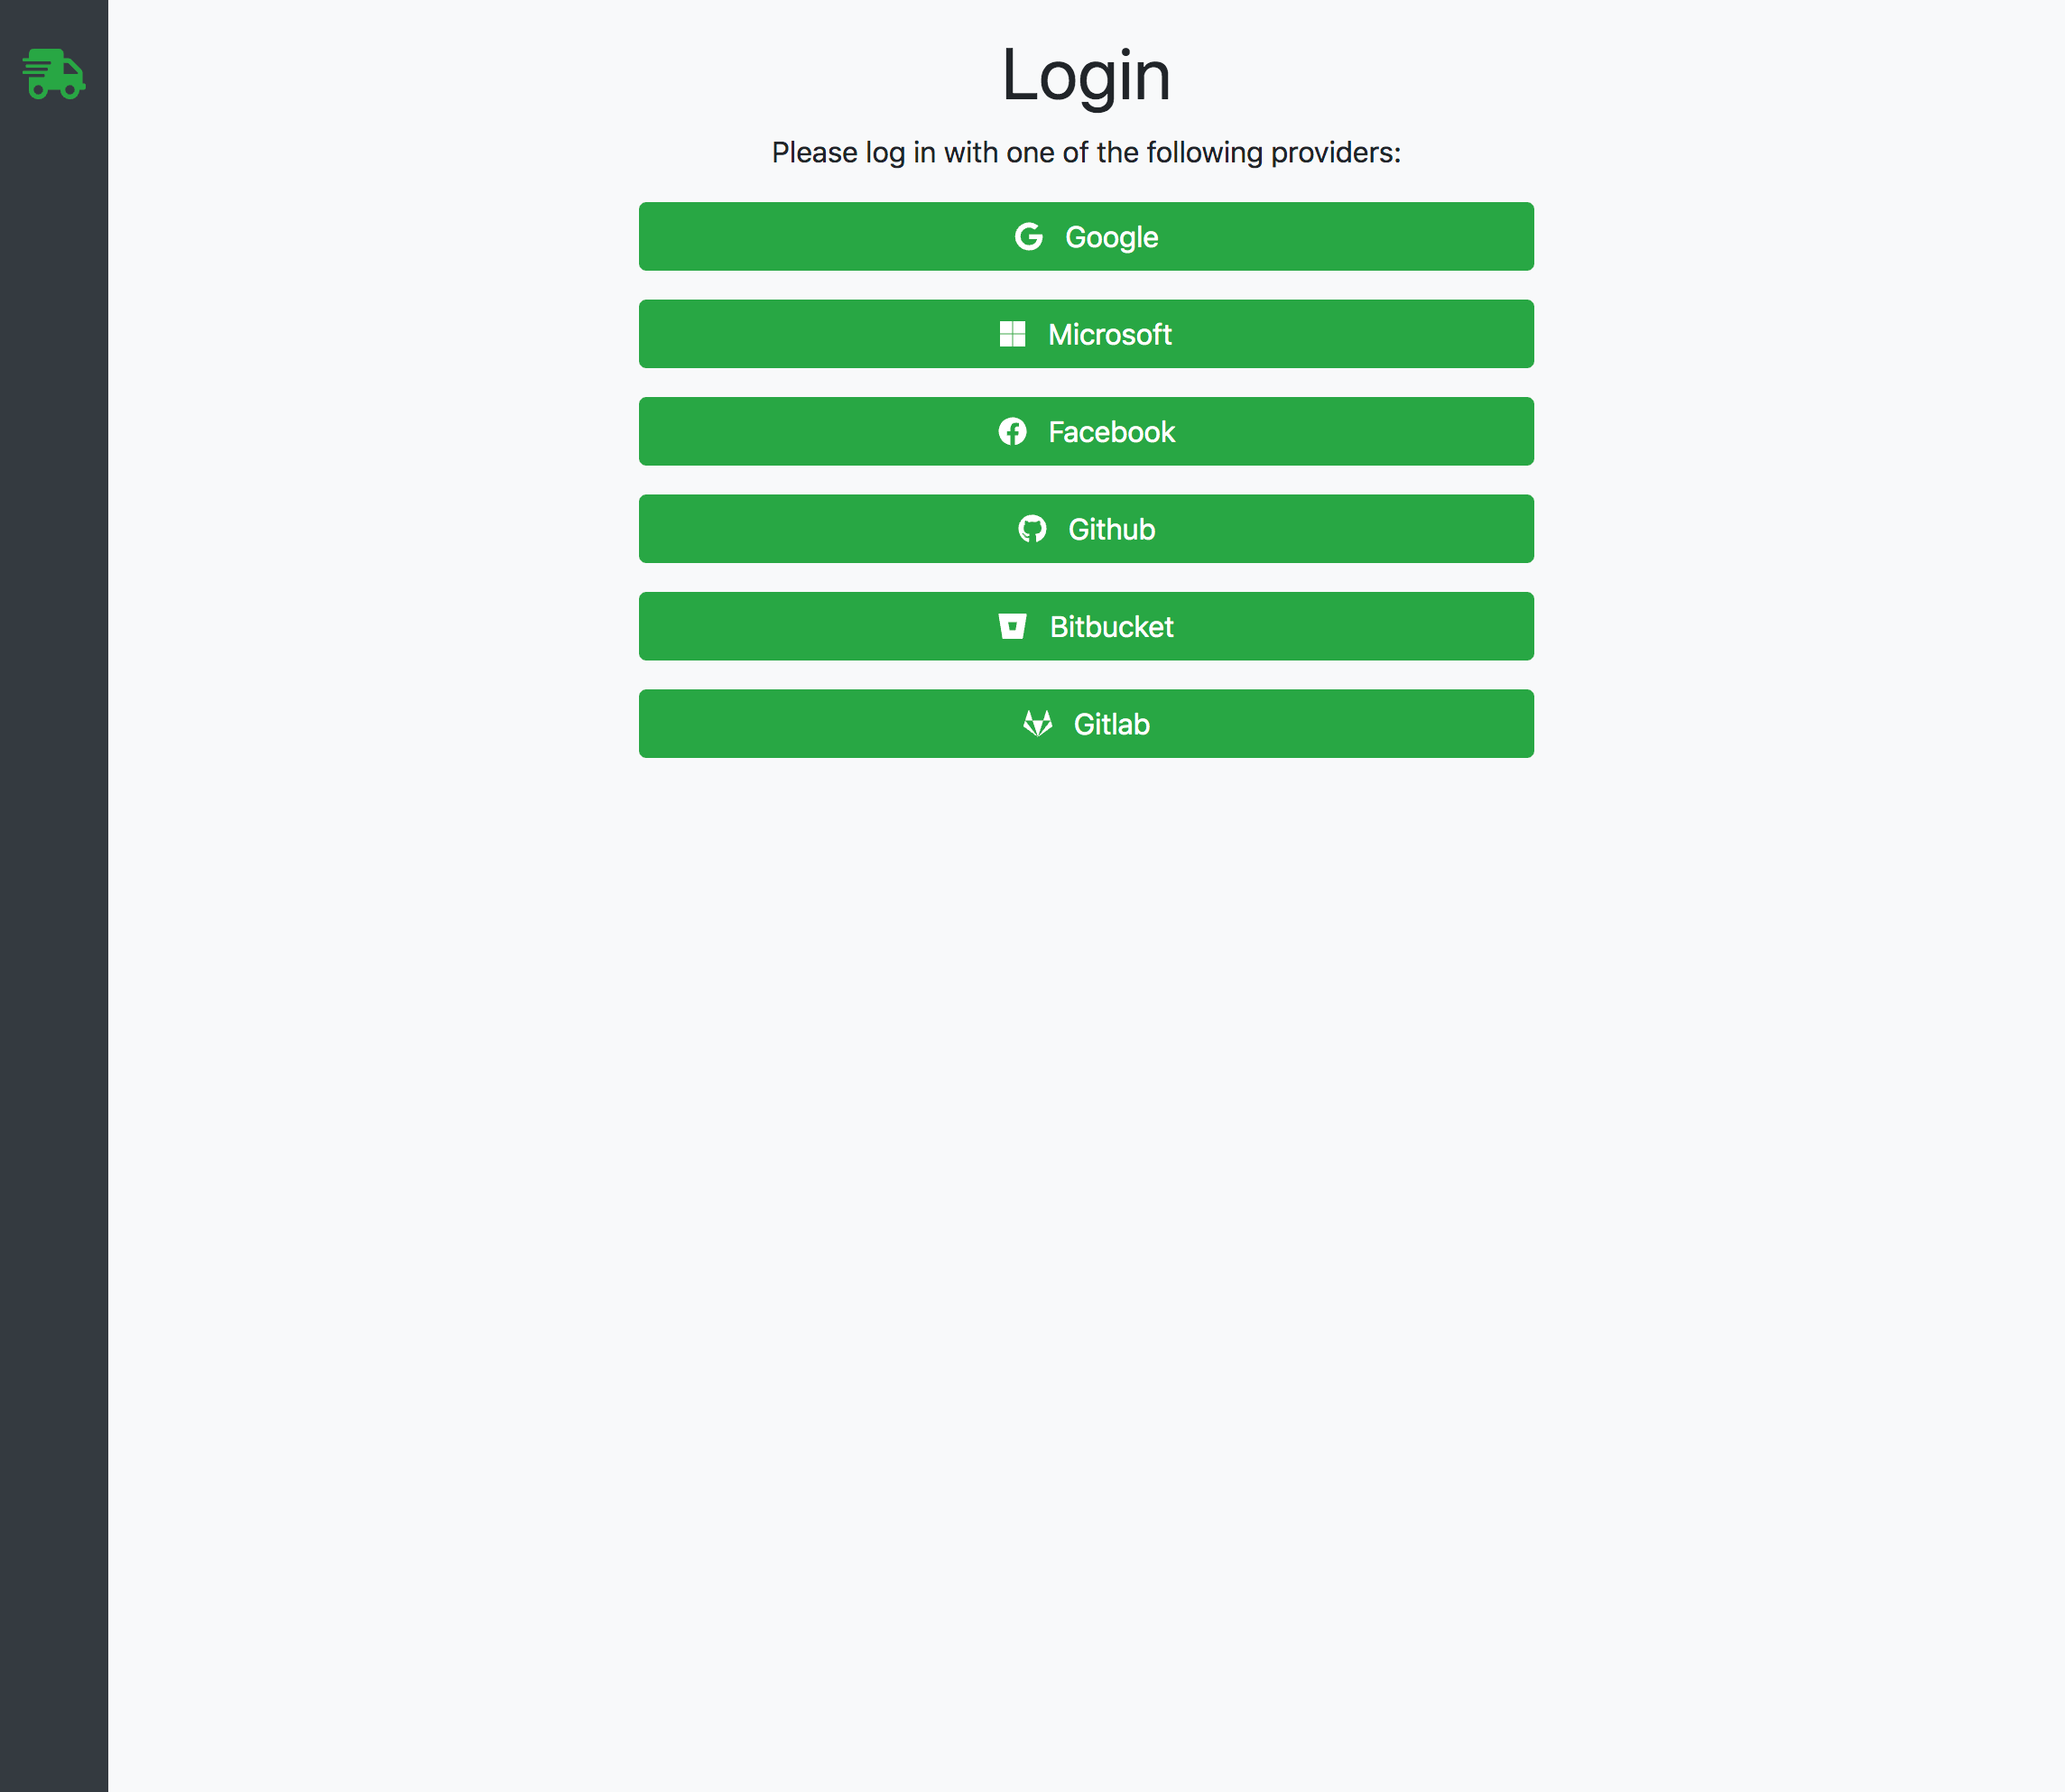 Login
Please log in with one of the following providers:
Google
Microsoft
Facebook
Github
Bitbucket
Gitlab